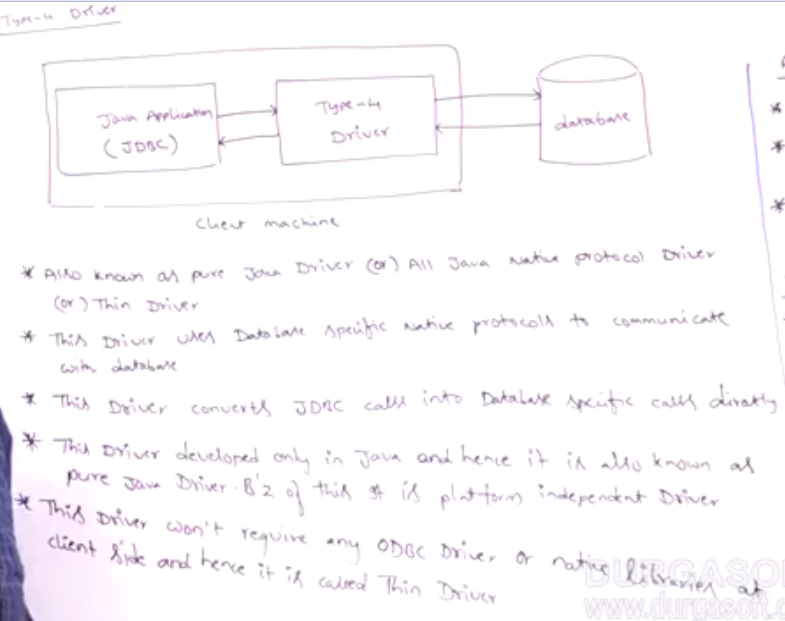 Type-4 Driver
Java Application
(JDBC)
Type-4
Driver
database
Client machine
* Also known as pure Java Driver (or) All Java Native protocol Driver
(or) Thin Driver
* This Driver uses Database specific Native protocols to communicate
with database
* This Driver converts JDBC calls into Database specific calls directly
* This Driver developed only in Java and hence it is also known as
pure Java Driver. B'z of this it is platform independent Driver.
* This Driver won't require any ODBC Driver or native libraries at
client side and hence it is called Thin Driver
*
*
*
DURGASO
www.durgasoft.c